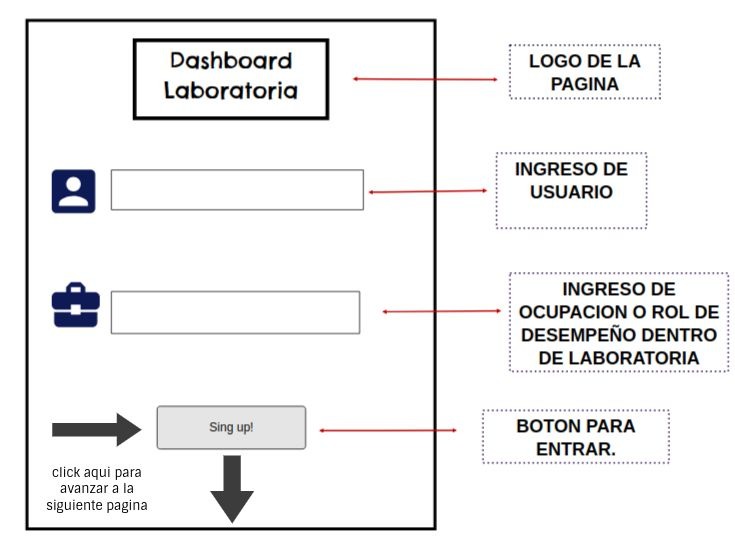 Dashboard
Laboratoria
LOGO DE LA
PAGINA
INGRESO DE
USUARIO
INGRESO DE
OCUPACION O ROL DE
DESEMPEÑO DENTRO
DE LABORATORIA
Sing up!
BOTON PARA
ENTRAR.
click aqui para
avanzar a la
siguiente pagina